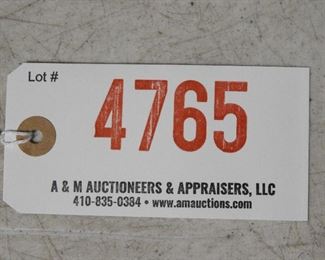 Lot #
4765
A & M AUCTIONEERS & APPRAISERS, LLC
410-835-0384 • www.amauctions.com